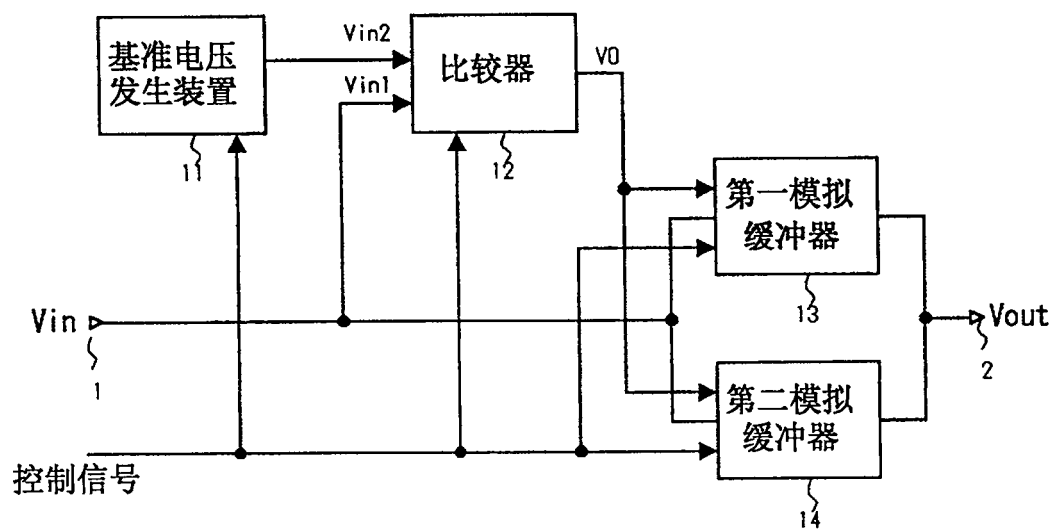 基准电压
发生装置
11
Vin2
Vin1
比较器
12
V0
第一模拟
缓冲器
13
Vin
1
Vout
2
第二模拟
缓冲器
14
控制信号